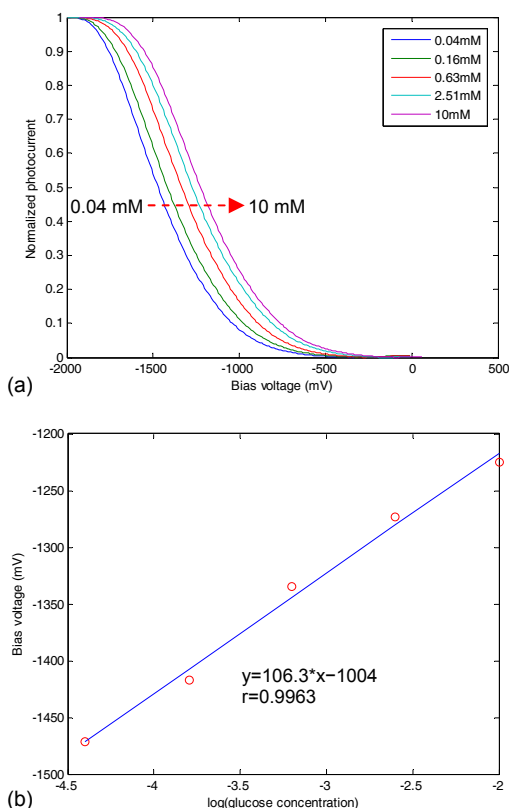 1
0.9
0.8
0.7
0.6
0.5
0.4
0.3
0.2
0.1
0
Normalized photocurrent
0.04mM
0.16mM
0.63mM
2.51mM
10mM
0.04 mM
10 mM
-2000 -1500 -1000 -500 0 500
Bias voltage (mV)
(a)
-1200
-1250
-1300
-1350
-1400
-1450
-1500
Bias voltage (mV)
y=106.3*x−1004
r=0.9963
-4.5 -4 -3.5 -3 -2.5 -2
log(glucose concentration)
(b)